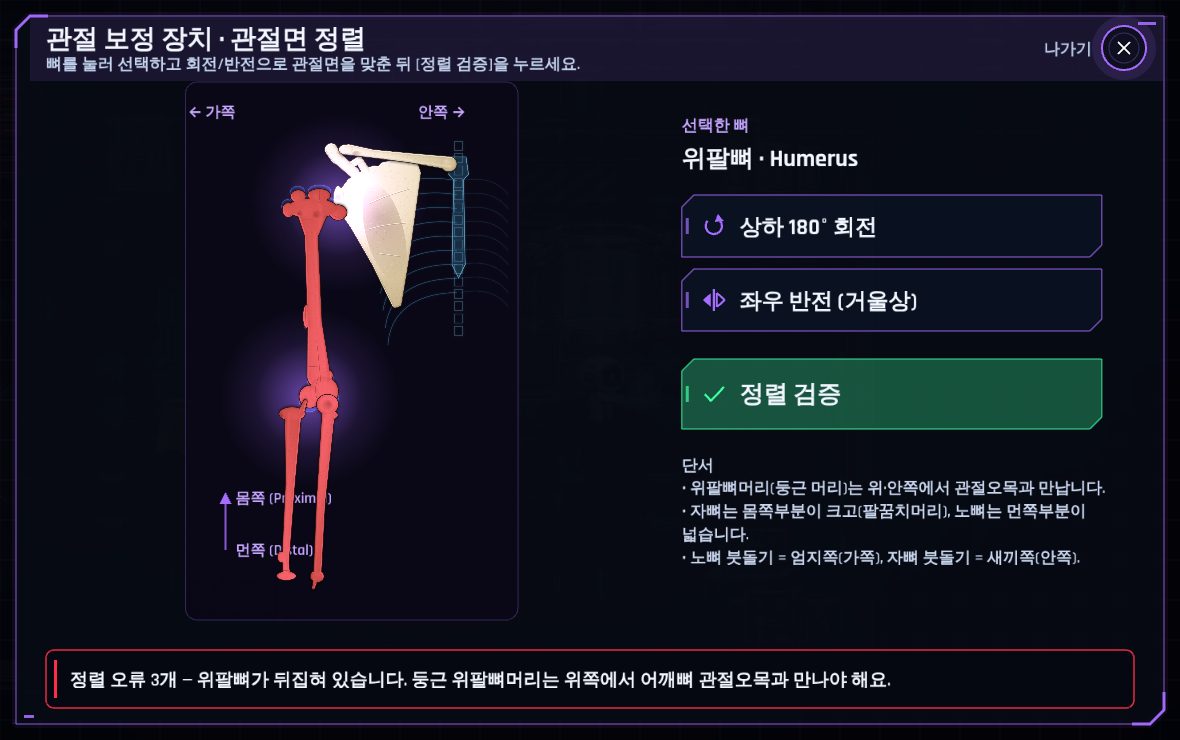 관절 보정 장치 · 관절면 정렬
뼈를 눌러 선택하고 회전/반전으로 관절면을 맞춘 뒤 [정렬 검증]을 누르세요.
나가기
← 가쪽
안쪽 →
몸쪽 (Proximal)
먼쪽 (Distal)
선택한 뼈
위팔뼈 · Humerus
상하 180° 회전
좌우 반전 (거울상)
정렬 검증
단서
· 위팔뼈머리(둥근 머리)는 위·안쪽에서 관절오목과 만납니다.
· 자뼈는 몸쪽부분이 크고(팔꿈치머리), 노뼈는 먼쪽부분이
넓습니다.
· 노뼈 붓돌기 = 엄지쪽(가쪽), 자뼈 붓돌기 = 새끼쪽(안쪽).
정렬 오류 3개 – 위팔뼈가 뒤집혀 있습니다. 둥근 위팔뼈머리는 위쪽에서 어깨뼈 관절오목과 만나야 해요.